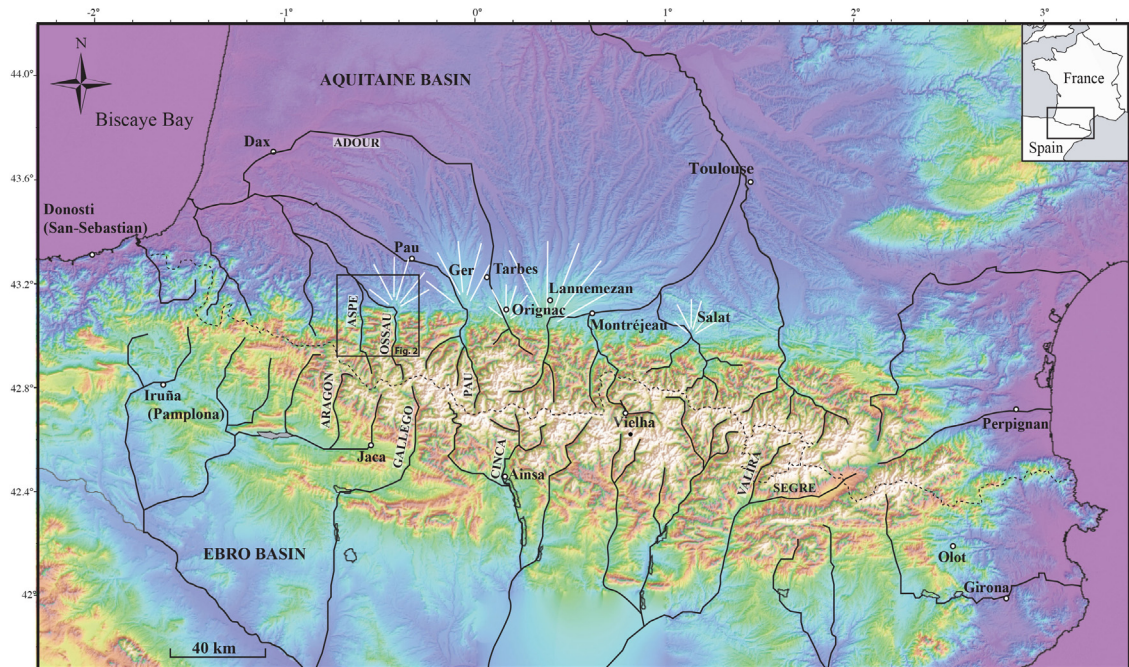 -2°
-1°
0°
1°
2°
3°
44.0°
43.6°
43.2°
42.8°
42.4°
42°
N
Biscaye Bay
AQUITAINE BASIN
France
Spain
Dax
ADOUR
Toulouse
Donosti
(San-Sebastian)
Pau
Ger
Tarbes
Lannemezan
Orignac
Montréjeau
Salat
ASPE
OSSAU
Fig. 2
Iruña
(Pamplona)
ARAGON
GALLEGO
PAU
Vielha
Perpignan
Jaca
CINCA
Ainsa
VALÍRA
SEGRE
EBRO BASIN
Olot
Girona
40 km